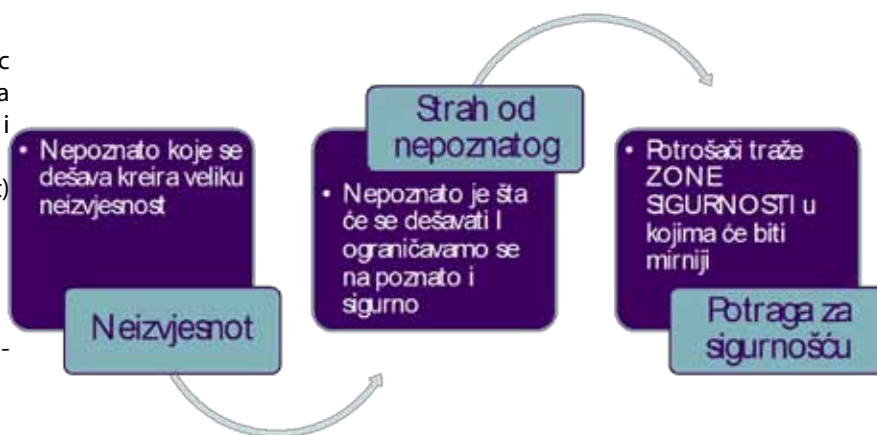 c
a
i
t)
-
• Nepoznato koje se
dešava kreira veliku
neizvjesnost
Neizvjesnot
Strah od
nepoznatog
• Nepoznato je šta
će se dešavati I
ograničavamo se
na poznato i
sigurno
• Potrošači traže
ZONE
SIGURNOSTI u
kojima će biti
mirniji
Potraga za
sigurnošću